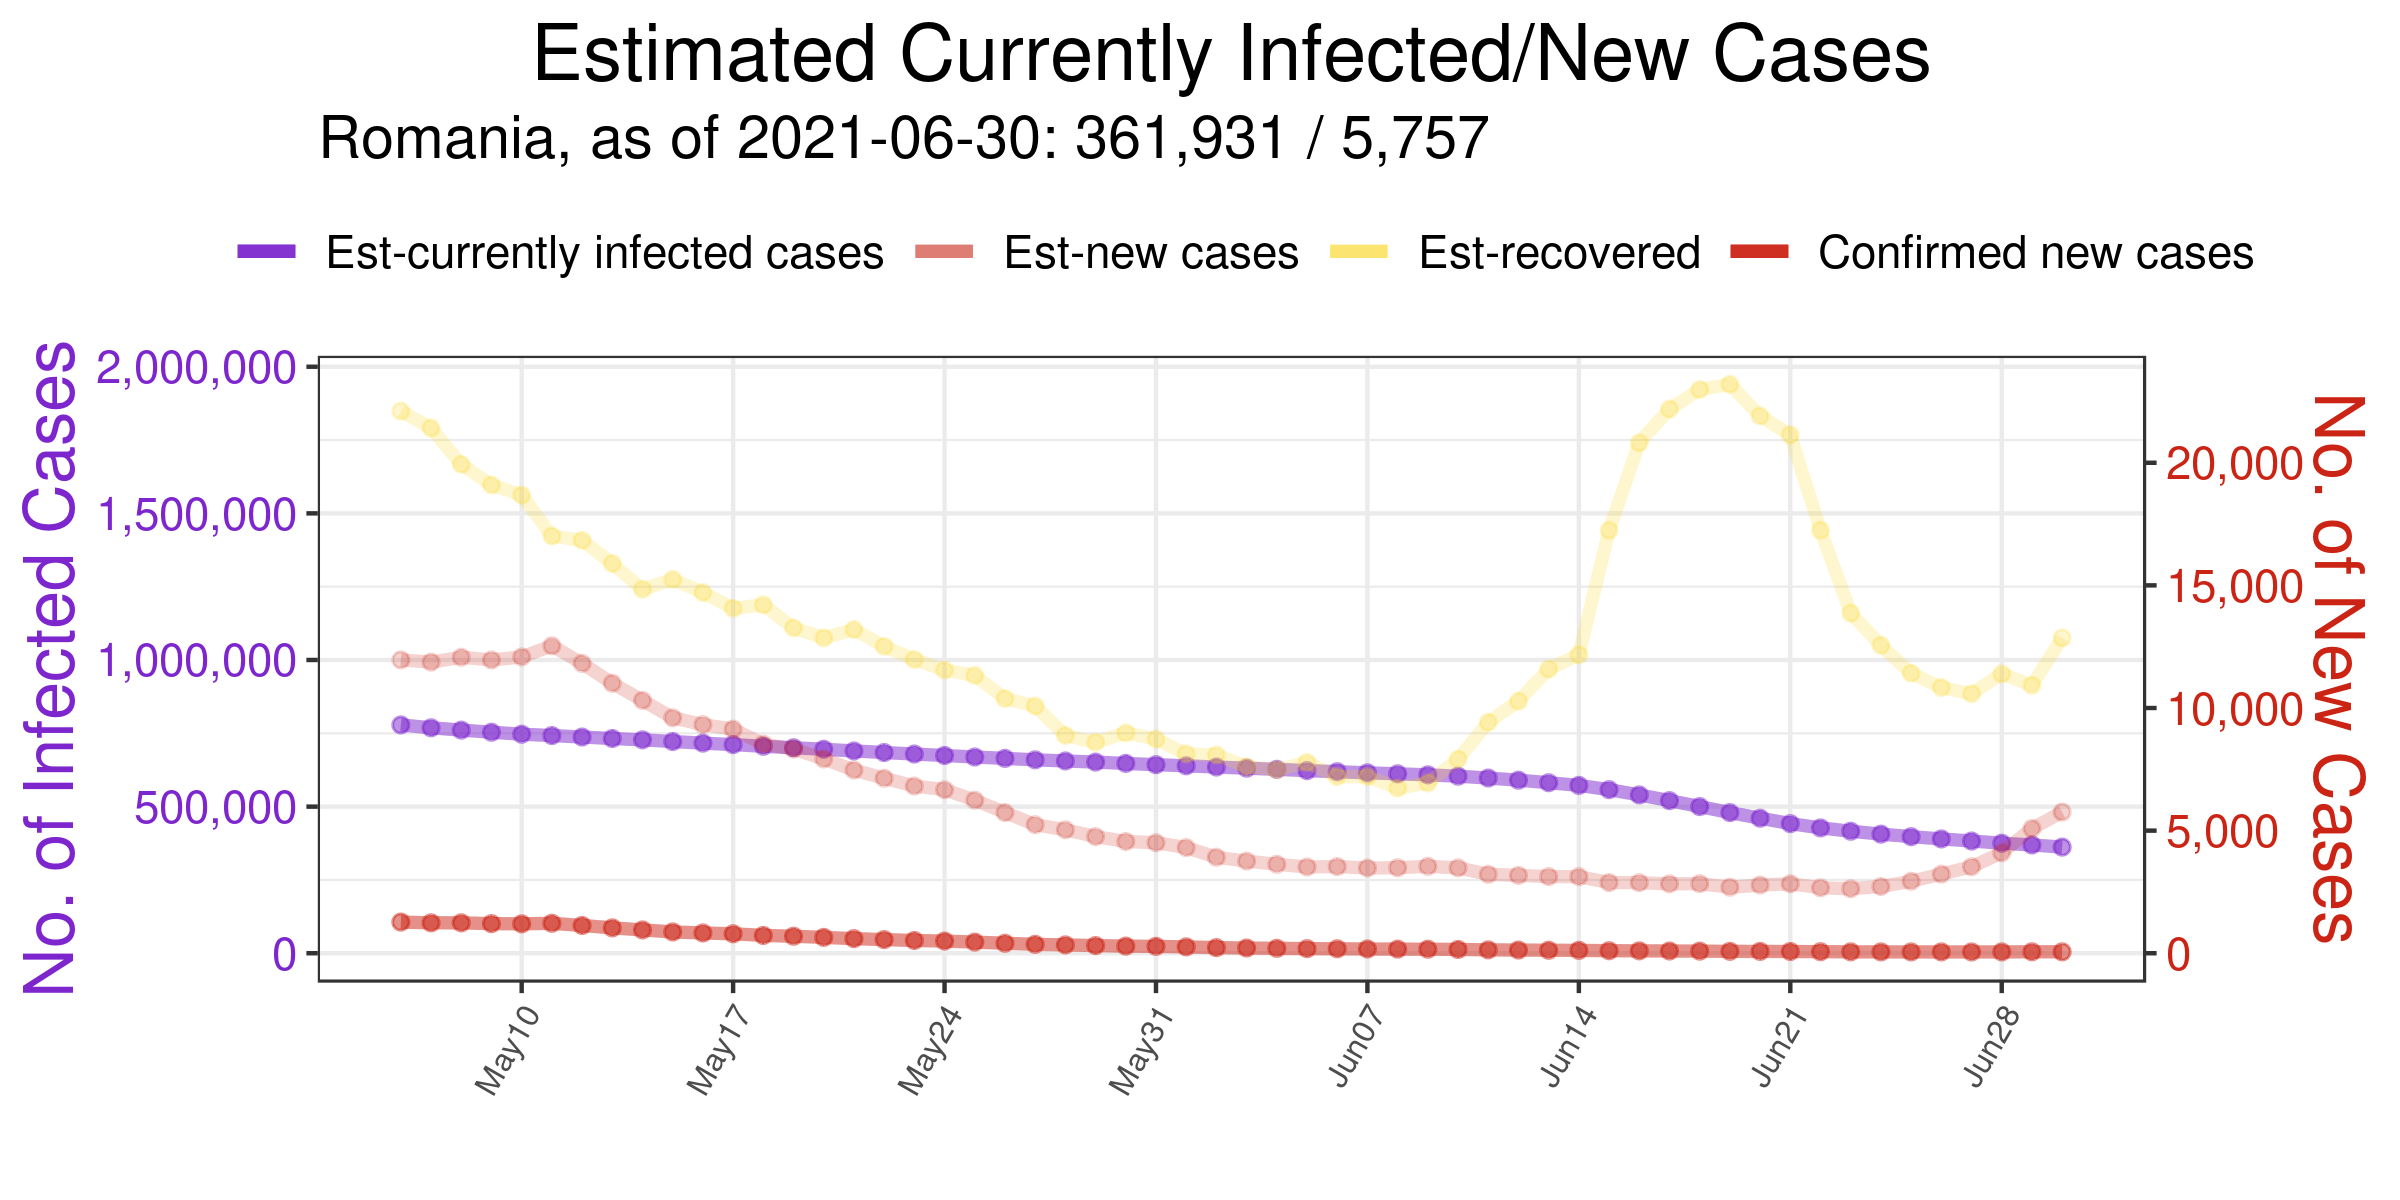 Estimated Currently Infected/New Cases
Romania, as of 2021-06-30: 361,931 / 5,757
Est-currently infected cases Est-new cases Est-recovered Confirmed new cases
No. of Infected Cases
2,000,000
1,500,000
1,000,000
500,000
0
20,000
15,000
10,000
5,000
0
No. of New Cases
May10 May17 May24 May31 Jun07 Jun14 Jun21 Jun28